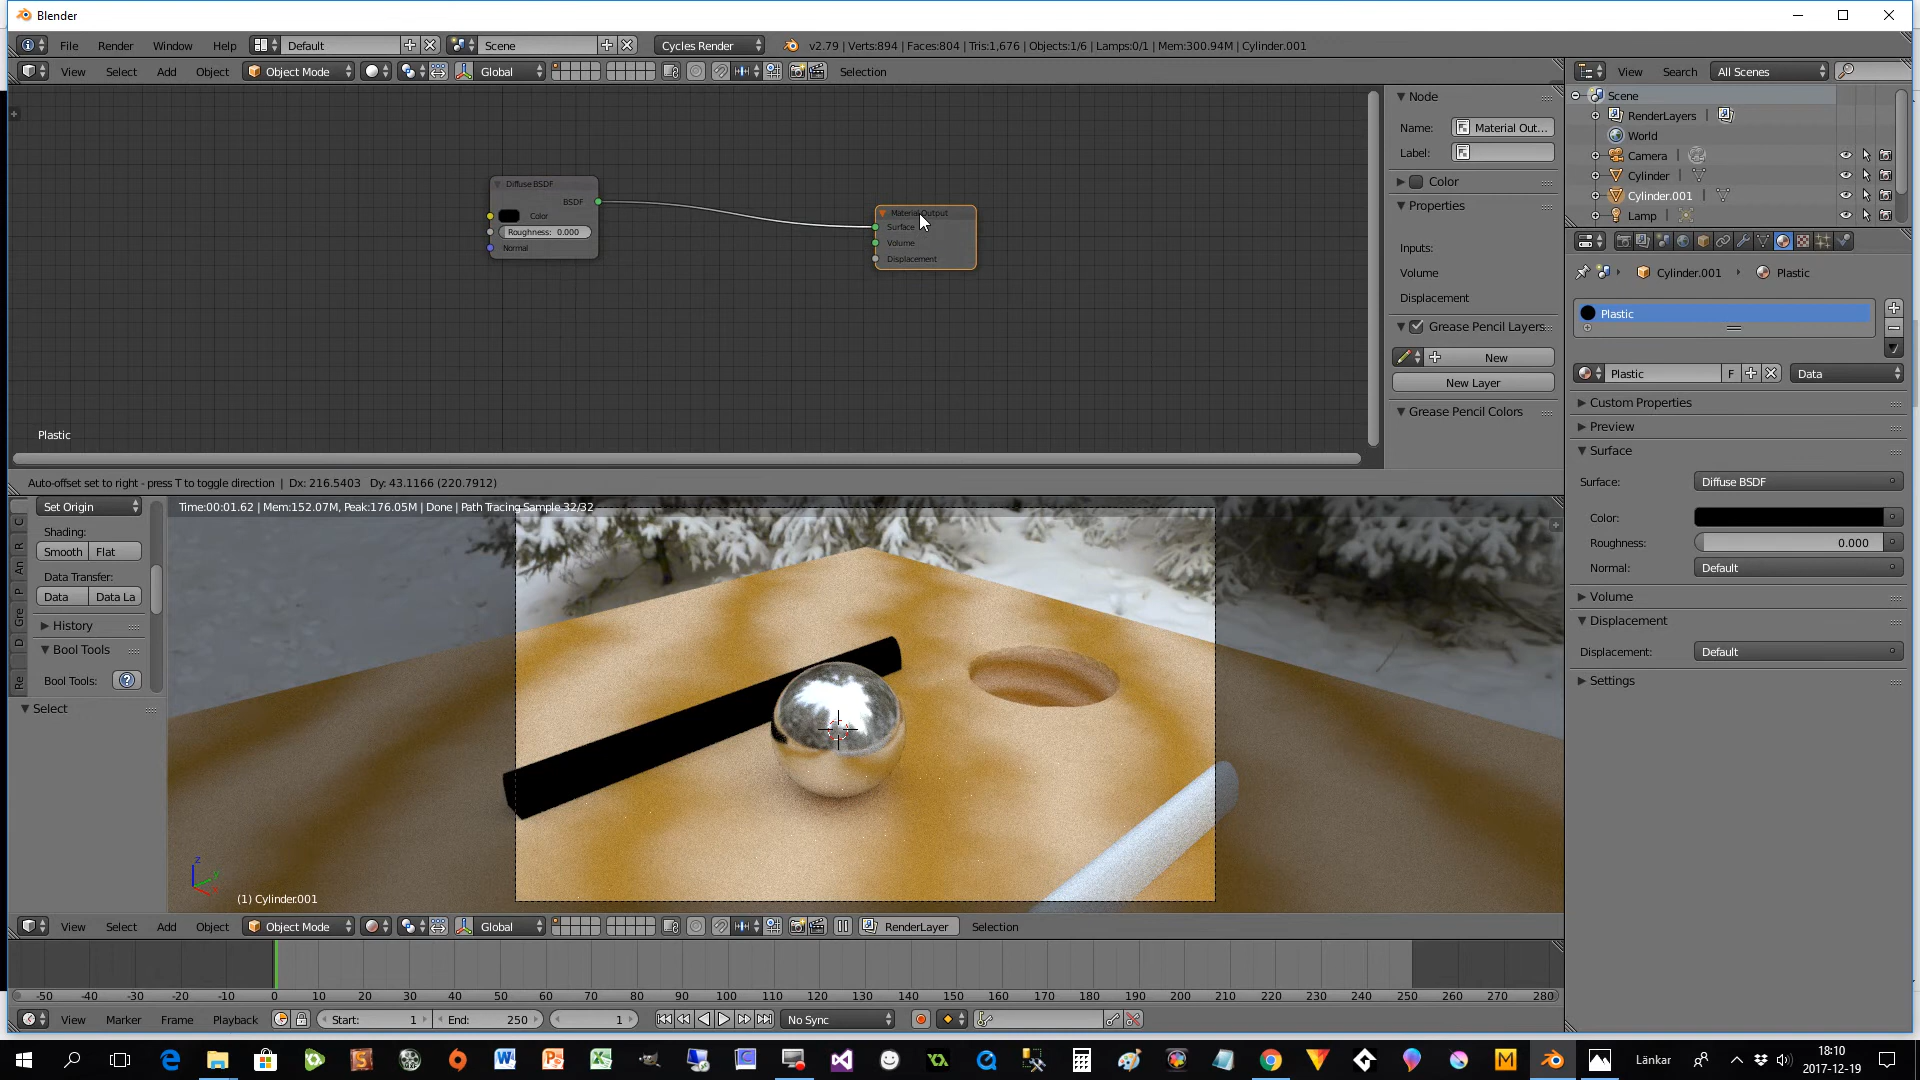 Blender
File Render Window Help Default Scene Cycles Render v2.79 | Verts:894 | Faces:804 | Tris:1,676 | Objects:1/6 | Lamps:0/1 | Mem:300.94M | Cylinder.001
View Select Add Object Object Mode Global Selection
View Search All Scenes
Scene
RenderLayers |
World
Camera
Cylinder
Cylinder.001
Lamp
Node
Name: Material Out...
Label:
Color
Properties
Inputs:
Volume
Displacement
Grease Pencil Layers
New
New Layer
Grease Pencil Colors
Diffuse BSDF
BSDF
Color
Roughness: 0.000
Normal
Material Output
Surface
Volume
Displacement
Plastic
Cylinder.001 Plastic
Plastic
Plastic F Data
Custom Properties
Preview
Surface
Surface: Diffuse BSDF
Color:
Roughness: 0.000
Normal: Default
Volume
Displacement
Displacement: Default
Settings
Auto-offset set to right - press T to toggle direction | Dx: 216.5403 Dy: 43.1166 (220.7912)
Set Origin
Shading:
Smooth Flat
Data Transfer:
Data Data La
History
Bool Tools
Bool Tools:
Select
C
R
An
P
Gre
D
Re
Time:00:01.62 | Mem:152.07M, Peak:176.05M | Done | Path Tracing Sample 32/32
z
y
x
(1) Cylinder.001
View Select Add Object Object Mode Global RenderLayer Selection
-50 -40 -30 -20 -10 0 10 20 30 40 50 60 70 80 90 100 110 120 130 140 150 160 170 180 190 200 210 220 230 240 250 260 270 280
View Marker Frame Playback Start: 1 End: 250 1 No Sync
Länkar
18:10
2017-12-19